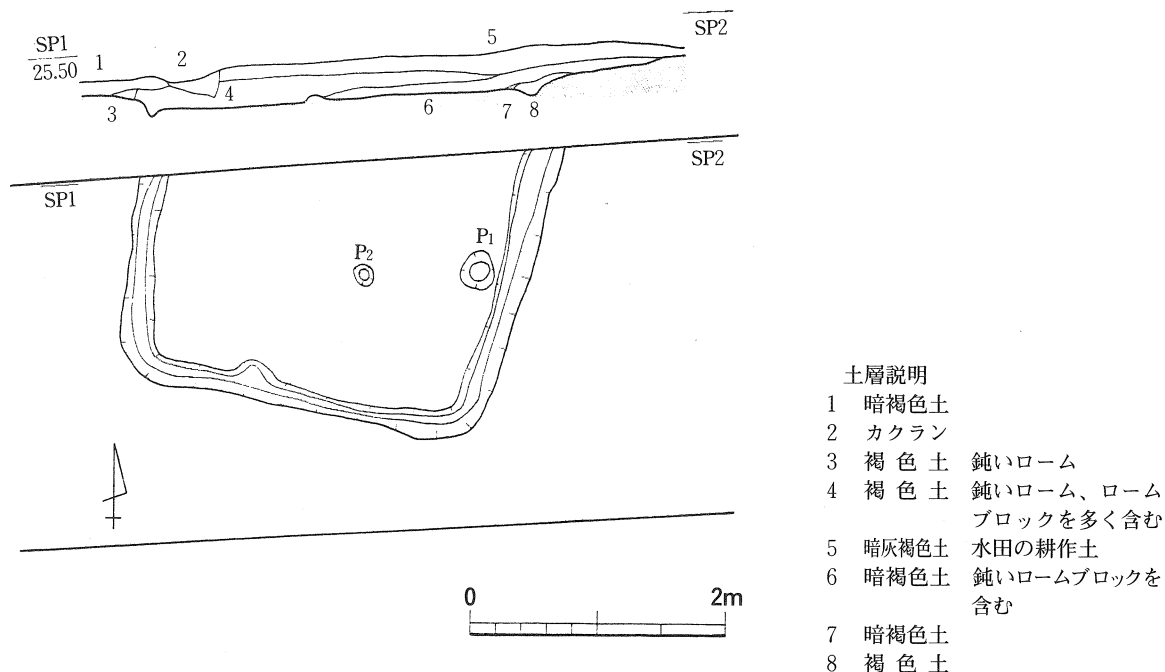 SP1
25.50
1
2
5
SP2
3
4
6
7
8
SP1
SP2
P2
P1
0
2m
土層説明
1 暗褐色土
2 カクラン
3 褐色土 鈍いローム
4 褐色土 鈍いローム、ローム
ブロックを多く含む
5 暗灰褐色土 水田の耕作土
6 暗褐色土 鈍いロームブロックを
含む
7 暗褐色土
8 褐色土